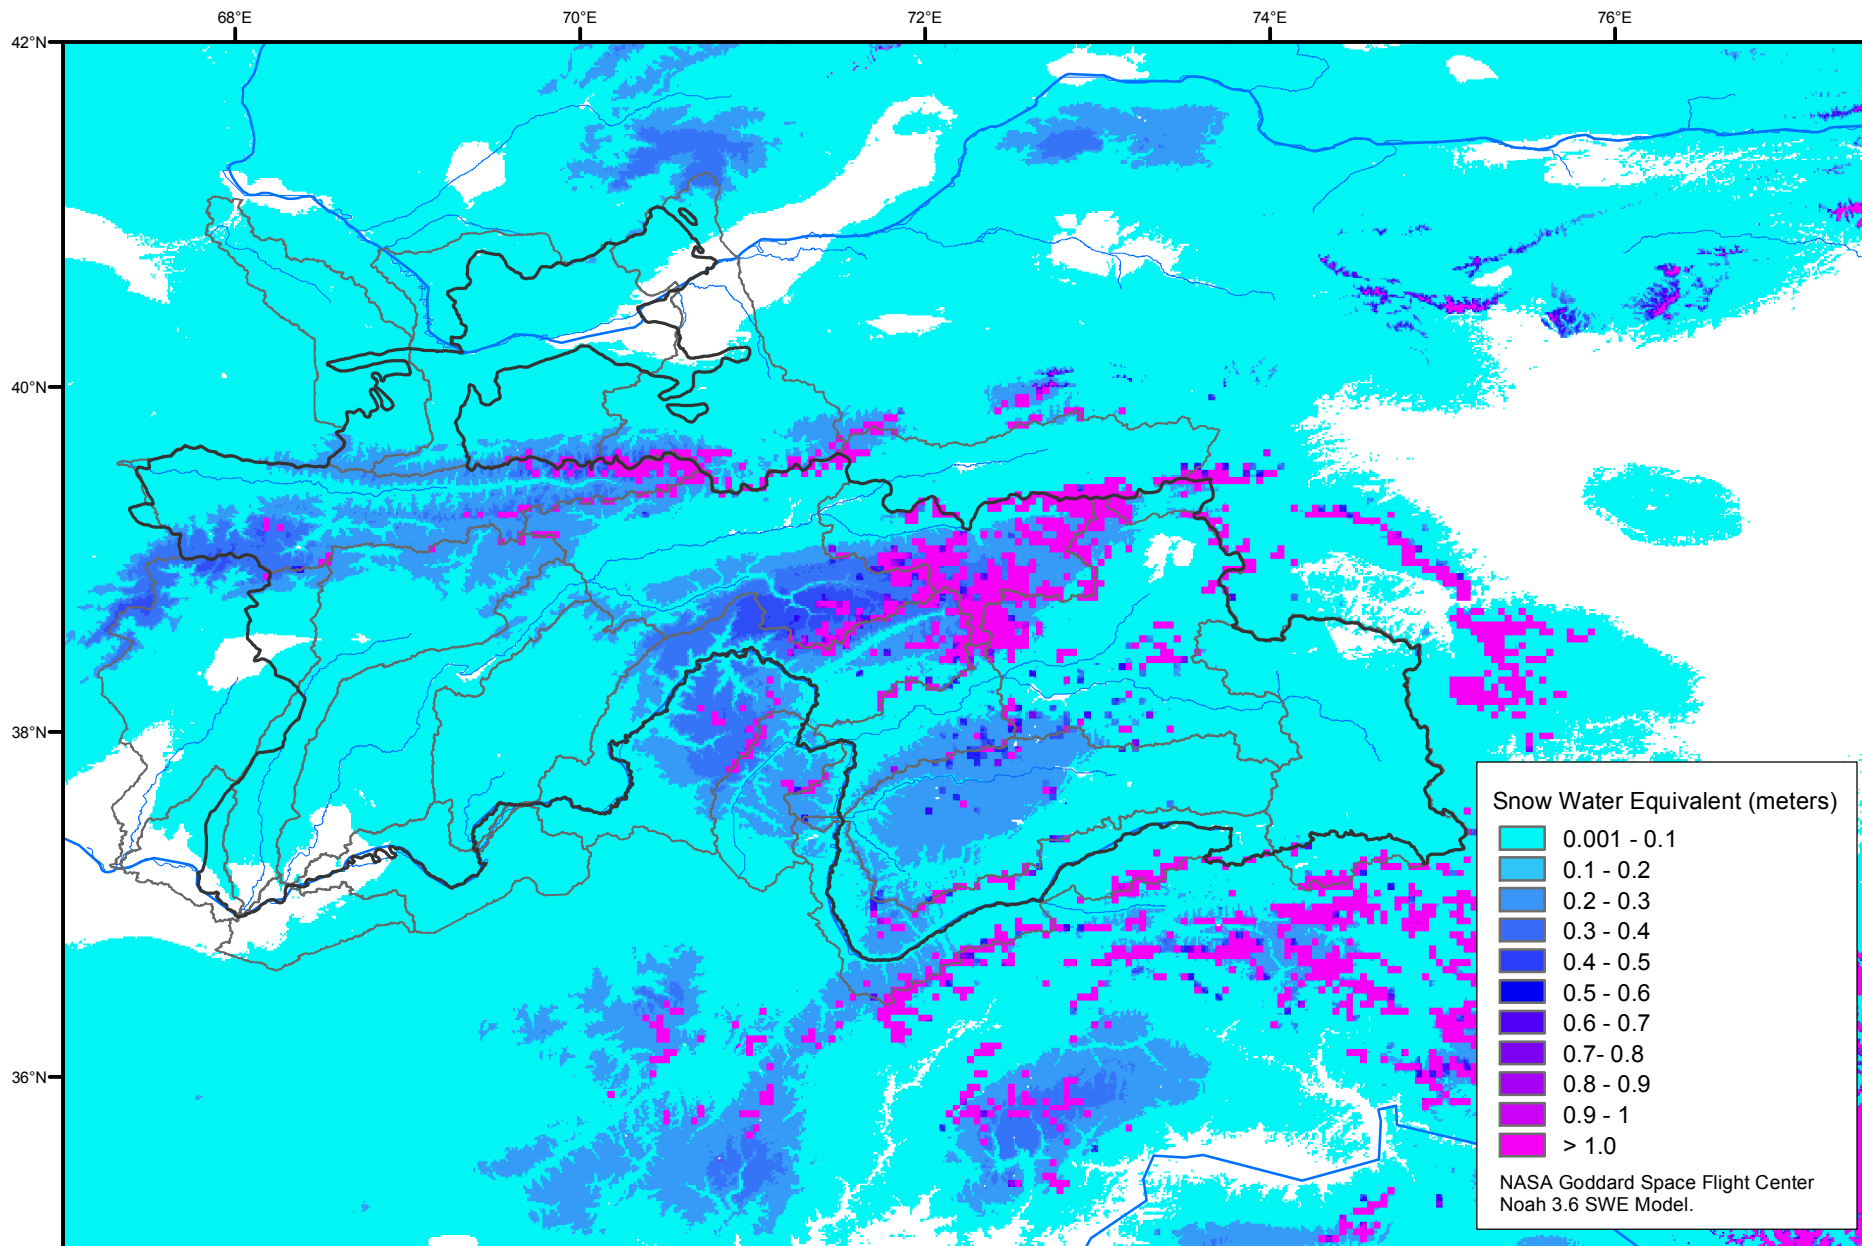 68°E 70°E 72°E 74°E 76°E
42°N
40°N
38°N
36°N
Snow Water Equivalent (meters)
0.001 - 0.1
0.1 - 0.2
0.2 - 0.3
0.3 - 0.4
0.4 - 0.5
0.5 - 0.6
0.6 - 0.7
0.7- 0.8
0.8 - 0.9
0.9 - 1
> 1.0
NASA Goddard Space Flight Center
Noah 3.6 SWE Model.